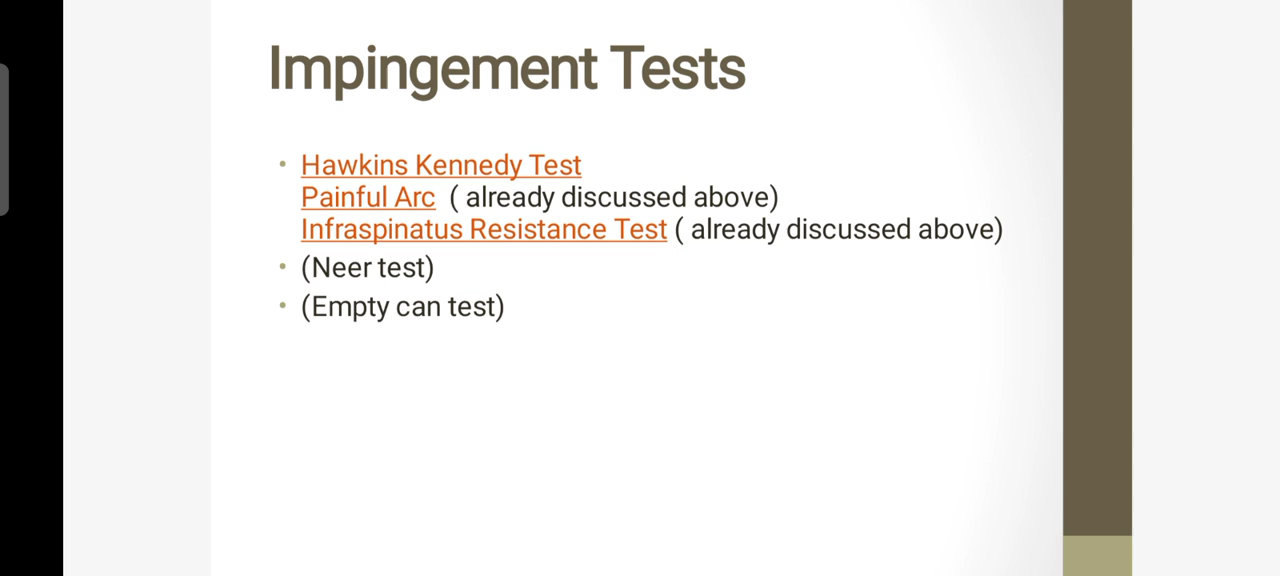 Impingement Tests
• Hawkins Kennedy Test
Painful Arc ( already discussed above)
Infraspinatus Resistance Test ( already discussed above)
• (Neer test)
• (Empty can test)